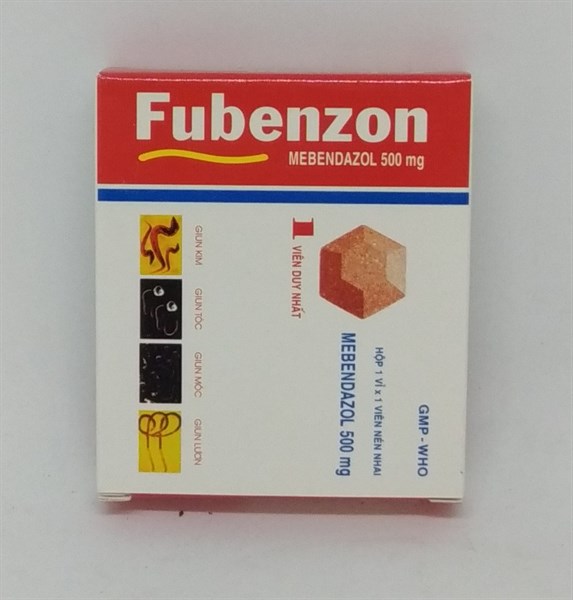 Fubenzon
MEBENDAZOL 500 mg
GIUN KIM
GIUN TÓC
GIUN MÓC
GIUN LƯƠN
1 VIÊN DUY NHẤT
MEBENDAZOL 500 mg
HỘP 1 VỈ x 1 VIÊN NÉN NHAI
GMP - WHO